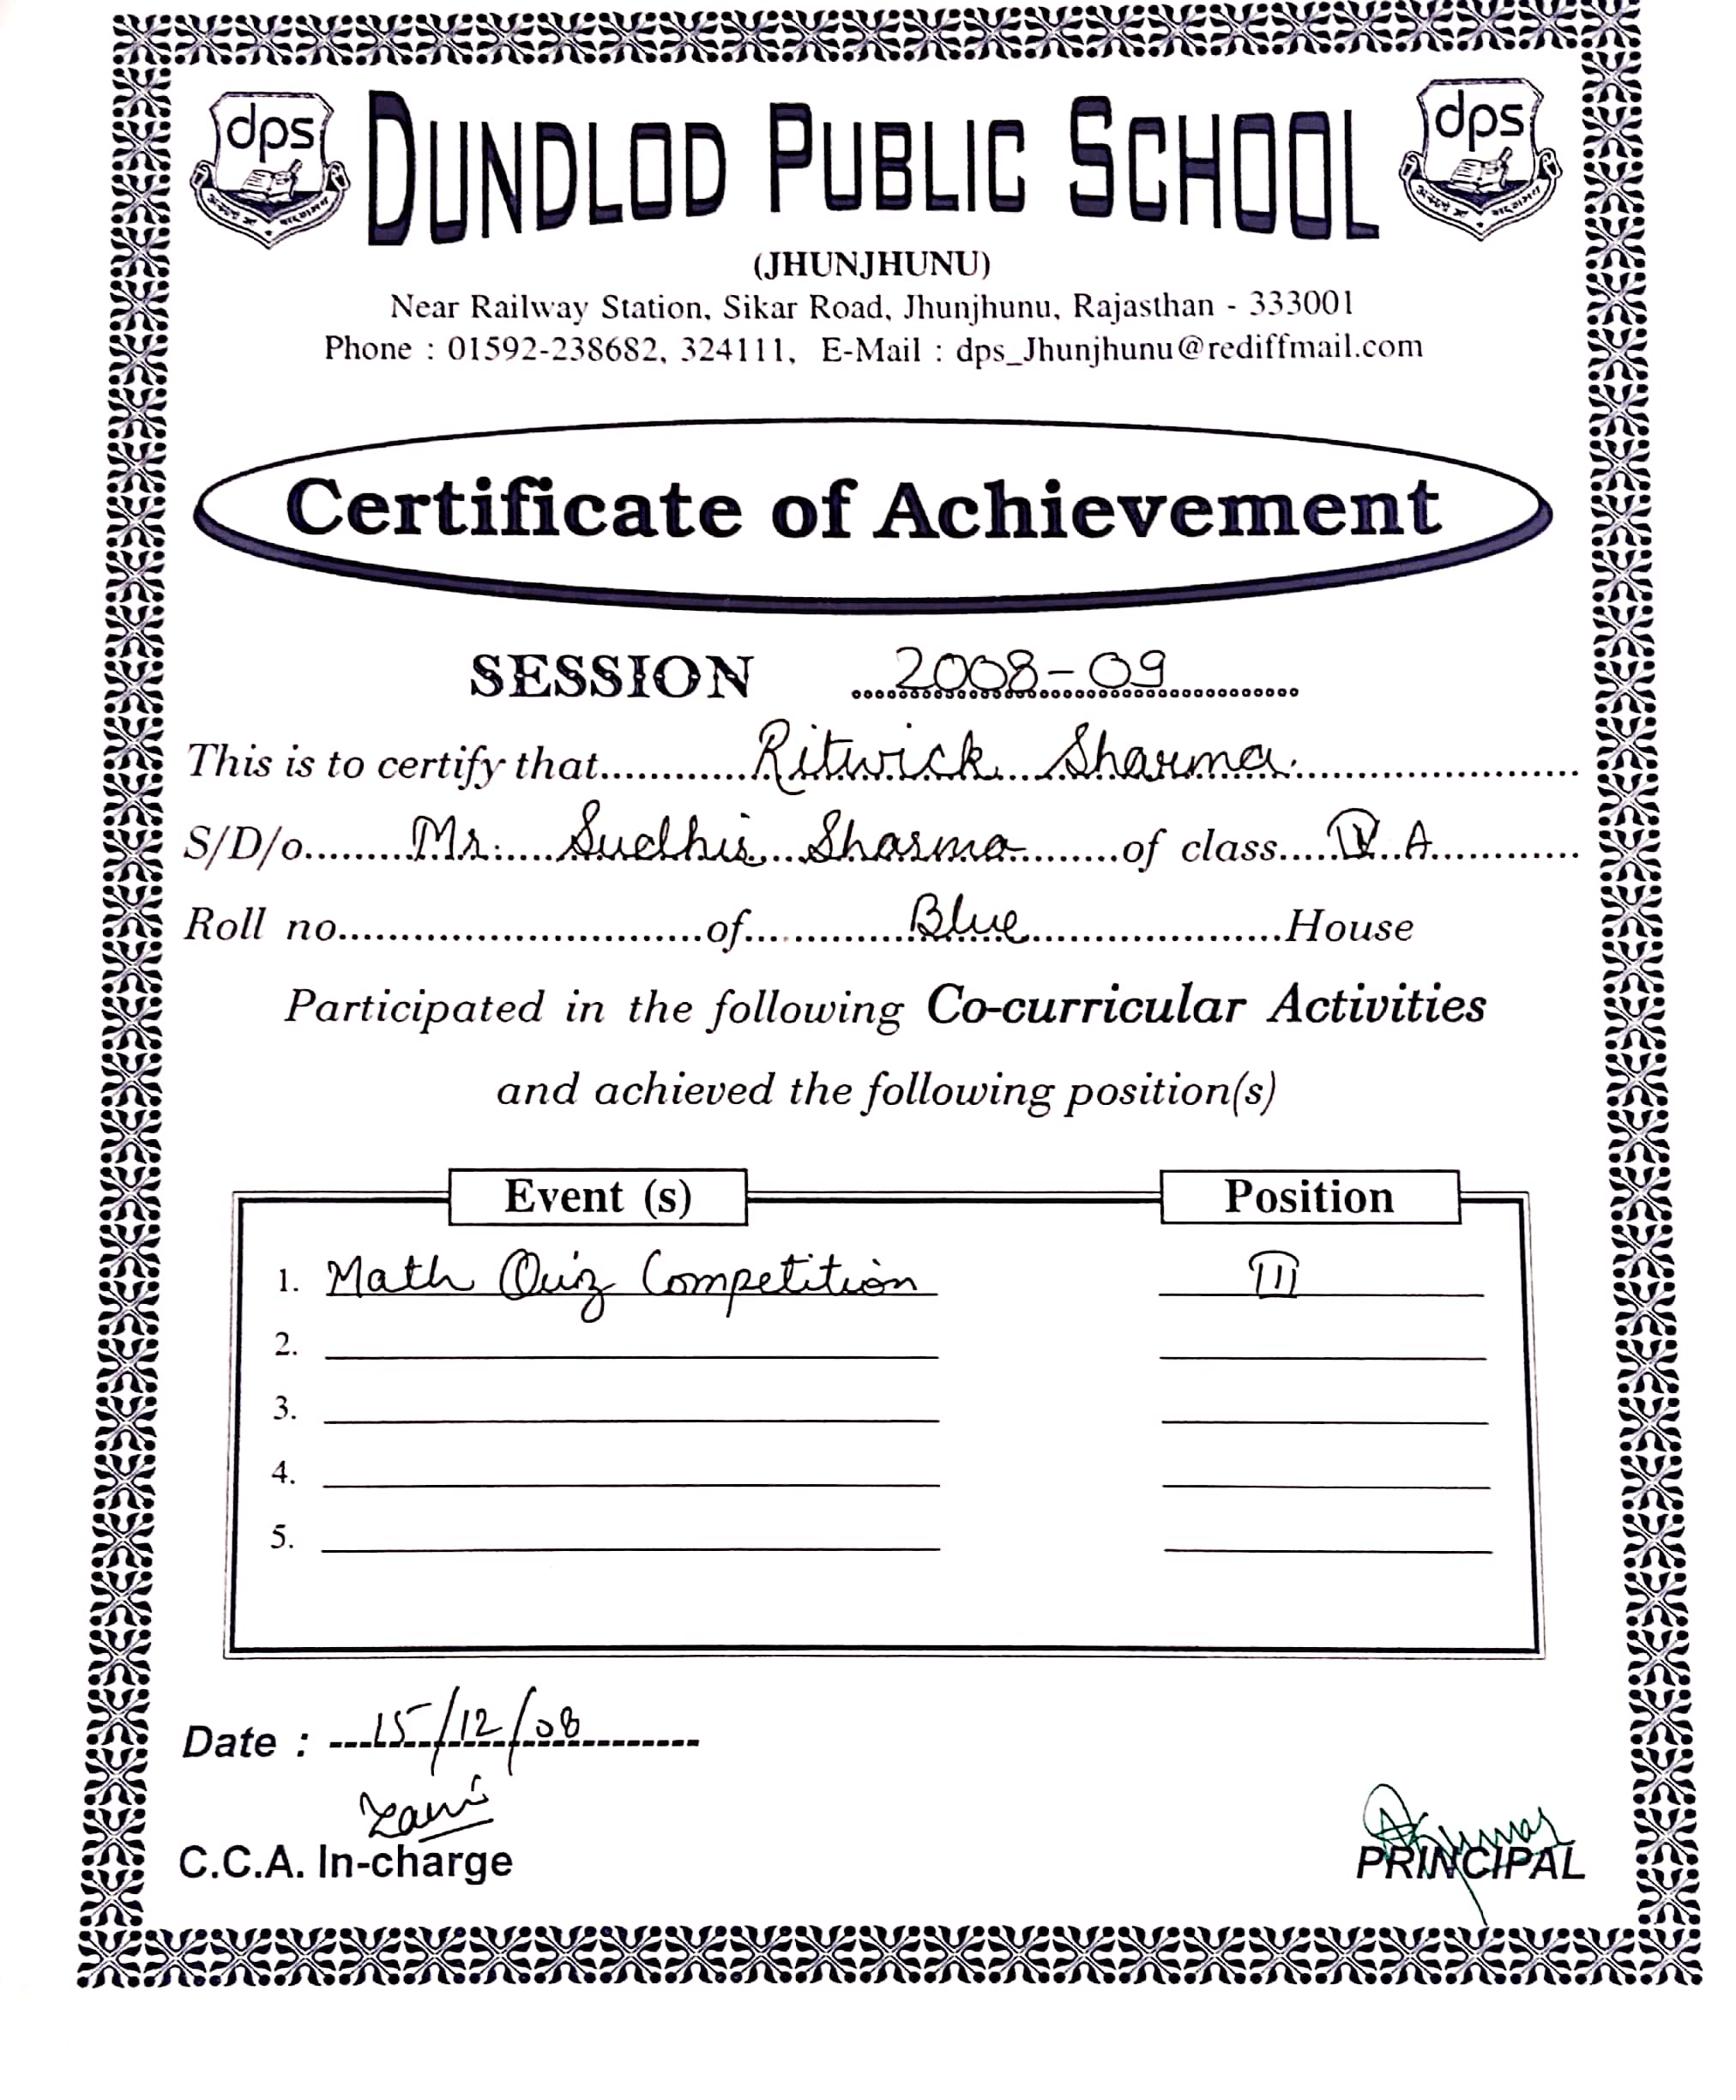 dps DUNDLOD PUBLIC SCHOOL dps
(JHUNJHUNU)
Near Railway Station, Sikar Road, Jhunjhunu, Rajasthan - 333001
Phone : 01592-238682, 324111, E-Mail : dps_Jhunjhunu@rediffmail.com
Certificate of Achievement
SESSION 2008-09
This is to certify that............Ritwick Sharma.......................
S/D/o.........Mr. Sudhir Sharma.........of class.....IV A............
Roll no.............................of.............Blue....................House
Participated in the following Co-curricular Activities
and achieved the following position(s)
Event (s) Position
1. Math Quiz Competition III
2.
3.
4.
5.
Date : 15/12/08
C.C.A. In-charge PRINCIPAL